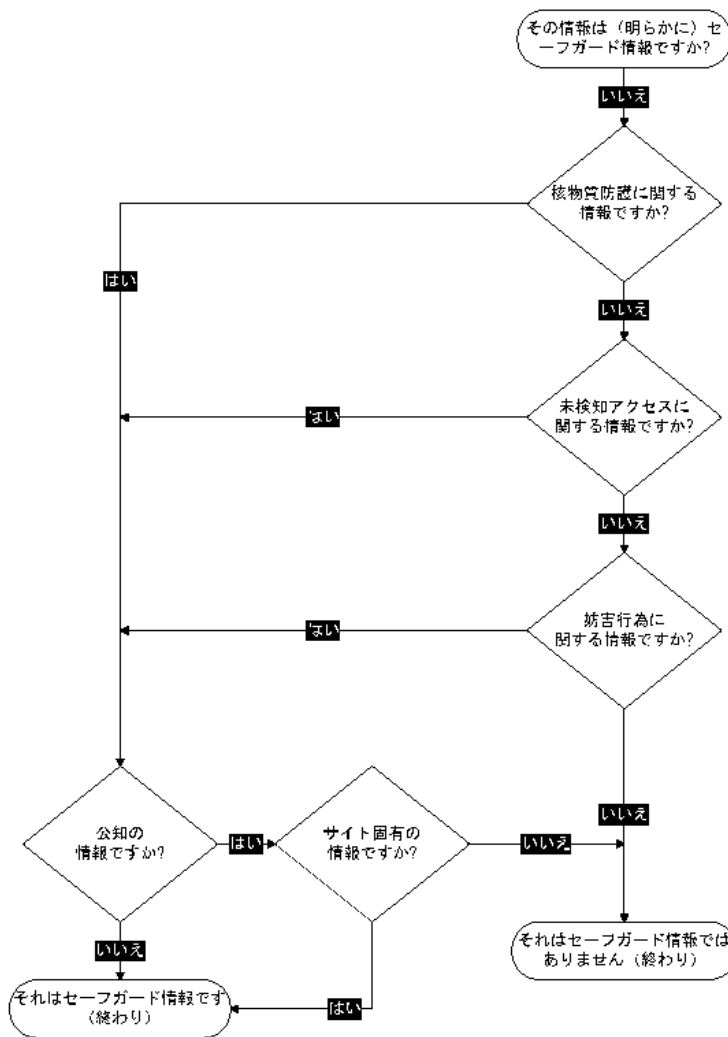 その情報は（明らかに）セ
ーフガード情報ですか?
いいえ
核物質防護に関する
情報ですか?
はい
いいえ
未検知アクセスに
関する情報ですか?
はい
いいえ
妨害行為に
関する情報ですか?
はい
いいえ
公知の
情報ですか?
はい
サイト固有の
情報ですか?
いいえ
いいえ
それはセーフガード情報では
ありません（終わり）
それはセーフガード情報です
（終わり）
はい